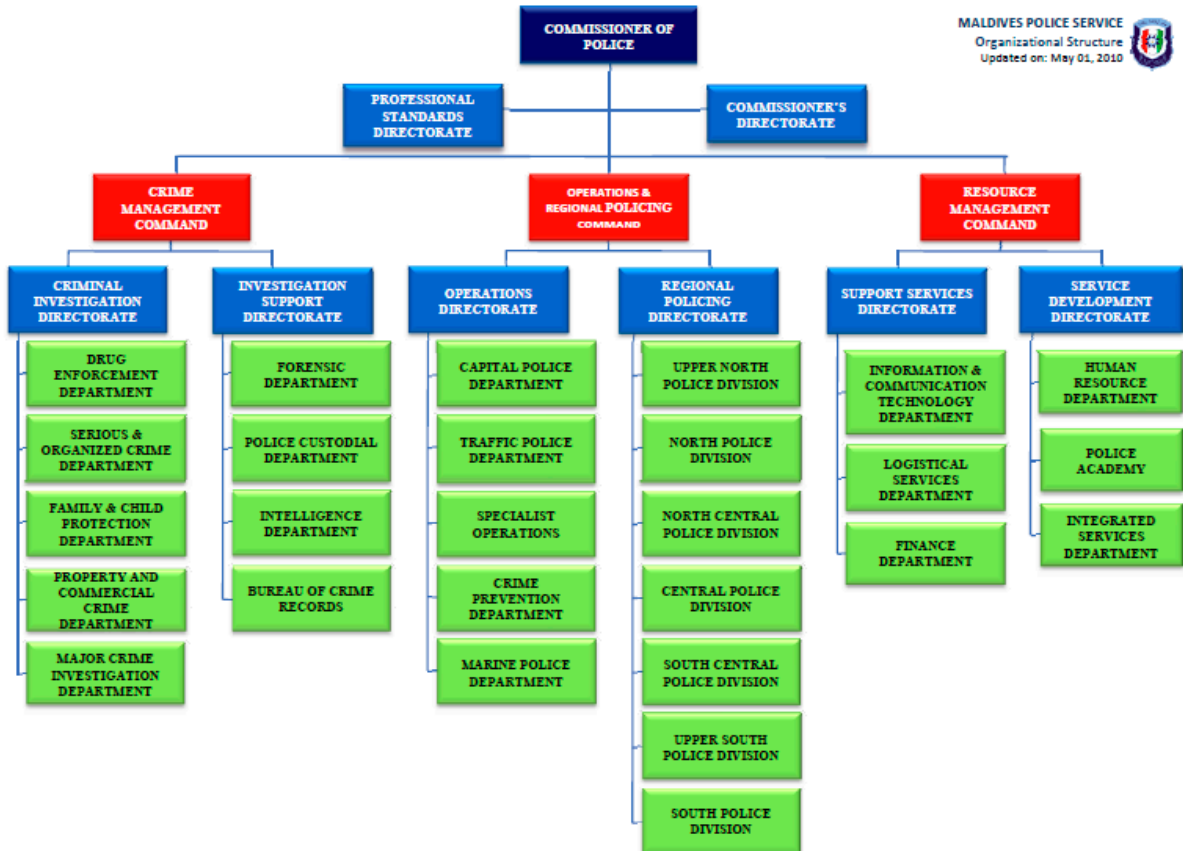 MALDIVES POLICE SERVICE
Organizational Structure
Updated on: May 01, 2010
COMMISSIONER OF
POLICE
PROFESSIONAL
STANDARDS
DIRECTORATE
COMMISSIONER'S
DIRECTORATE
CRIME
MANAGEMENT
COMMAND
OPERATIONS &
REGIONAL POLICING
COMMAND
RESOURCE
MANAGEMENT
COMMAND
CRIMINAL
INVESTIGATION
DIRECTORATE
INVESTIGATION
SUPPORT
DIRECTORATE
OPERATIONS
DIRECTORATE
REGIONAL
POLICING
DIRECTORATE
SUPPORT SERVICES
DIRECTORATE
SERVICE
DEVELOPMENT
DIRECTORATE
DRUG
ENFORCEMENT
DEPARTMENT
SERIOUS &
ORGANIZED CRIME
DEPARTMENT
FAMILY & CHILD
PROTECTION
DEPARTMENT
PROPERTY AND
COMMERCIAL
CRIME
DEPARTMENT
MAJOR CRIME
INVESTIGATION
DEPARTMENT
FORENSIC
DEPARTMENT
POLICE CUSTODIAL
DEPARTMENT
INTELLIGENCE
DEPARTMENT
BUREAU OF CRIME
RECORDS
CAPITAL POLICE
DEPARTMENT
TRAFFIC POLICE
DEPARTMENT
SPECIALIST
OPERATIONS
CRIME
PREVENTION
DEPARTMENT
MARINE POLICE
DEPARTMENT
UPPER NORTH
POLICE DIVISION
NORTH POLICE
DIVISION
NORTH CENTRAL
POLICE DIVISION
CENTRAL POLICE
DIVISION
SOUTH CENTRAL
POLICE DIVISION
UPPER SOUTH
POLICE DIVISION
SOUTH POLICE
DIVISION
INFORMATION &
COMMUNICATION
TECHNOLOGY
DEPARTMENT
LOGISTICAL
SERVICES
DEPARTMENT
FINANCE
DEPARTMENT
HUMAN
RESOURCE
DEPARTMENT
POLICE
ACADEMY
INTEGRATED
SERVICES
DEPARTMENT